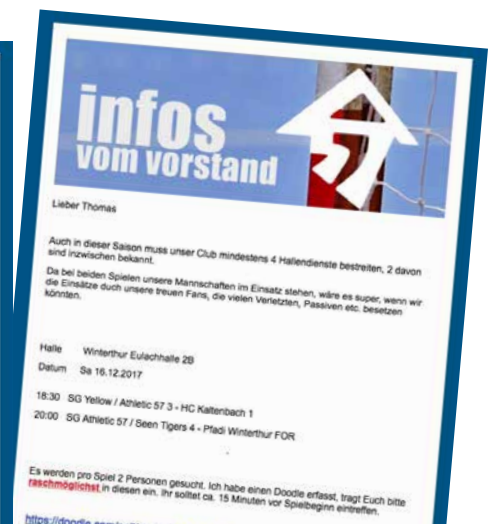 infos
vom vorstand
Lieber Thomas
Auch in dieser Saison muss unser Club mindestens 4 Hallendienste bestreiten, 2 davon
sind inzwischen bekannt.
Da bei beiden Spielen unsere Mannschaften im Einsatz stehen, wäre es super, wenn wir
die Einsätze duch unsere treuen Fans, die vielen Verletzten, Passiven etc. besetzen
könnten.
Halle Winterthur Eulachhalle 2B
Datum Sa 16.12.2017
18:30 SG Yellow / Athletic 57 3 - HC Kaltenbach 1
20:00 SG Athletic 57 / Seen Tigers 4 - Pfadi Winterthur FOR
Es werden pro Spiel 2 Personen gesucht. Ich habe einen Doodle erfasst, tragt Euch bitte
raschmöglichst in diesen ein. Ihr solltet ca. 15 Minuten vor Spielbeginn eintreffen.